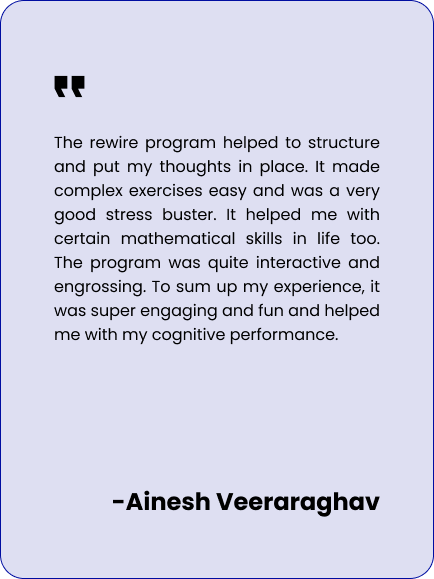 "
The rewire program helped to structure
and put my thoughts in place. It made
complex exercises easy and was a very
good stress buster. It helped me with
certain mathematical skills in life too.
The program was quite interactive and
engrossing. To sum up my experience, it
was super engaging and fun and helped
me with my cognitive performance.
-Ainesh Veeraraghav